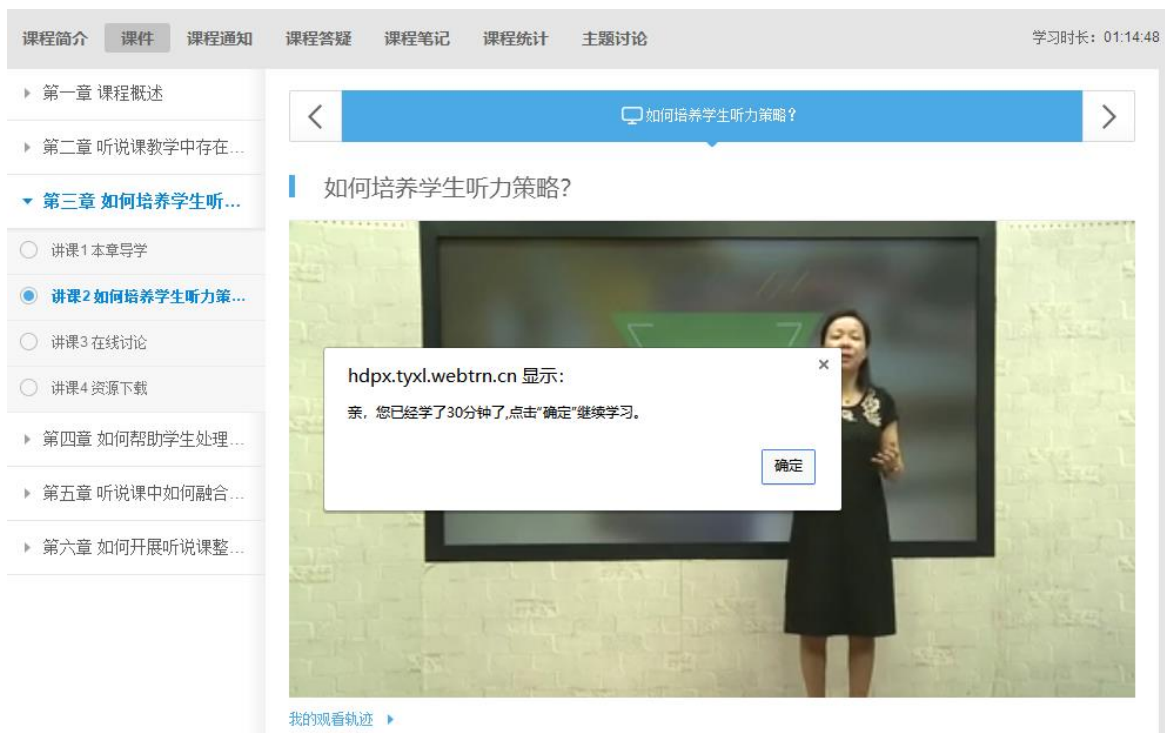 课程简介 课件 课程通知 课程答疑 课程笔记 课程统计 主题讨论 学习时长：01:14:48
第一章 课程概述
第二章 听说课教学中存在...
第三章 如何培养学生听...
讲课1 本章导学
讲课2 如何培养学生听力策...
讲课3 在线讨论
讲课4 资源下载
第四章 如何帮助学生处理...
第五章 听说课中如何融合...
第六章 如何开展听说课整...
如何培养学生听力策略？
如何培养学生听力策略？
hdpx.tyxl.webtrn.cn 显示：
亲，您已经学了30分钟了,点击“确定”继续学习。
确定
我的观看轨迹